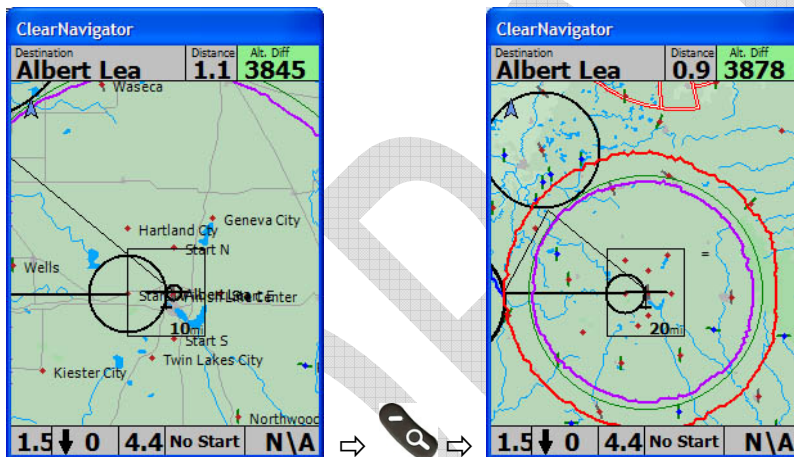 ClearNavigator
Destination Distance Alt. Diff
Albert Lea 1.1 3845
Waseca
Geneva City
Hartland Cty
Start N
Wells
10mi
Start S
Twin Lakes City
Kiester City
Northwood
1.5 0 4.4 No Start N\A
ClearNavigator
Destination Distance Alt. Diff
Albert Lea 0.9 3878
20mi
1.5 0 4.4 No Start N\A